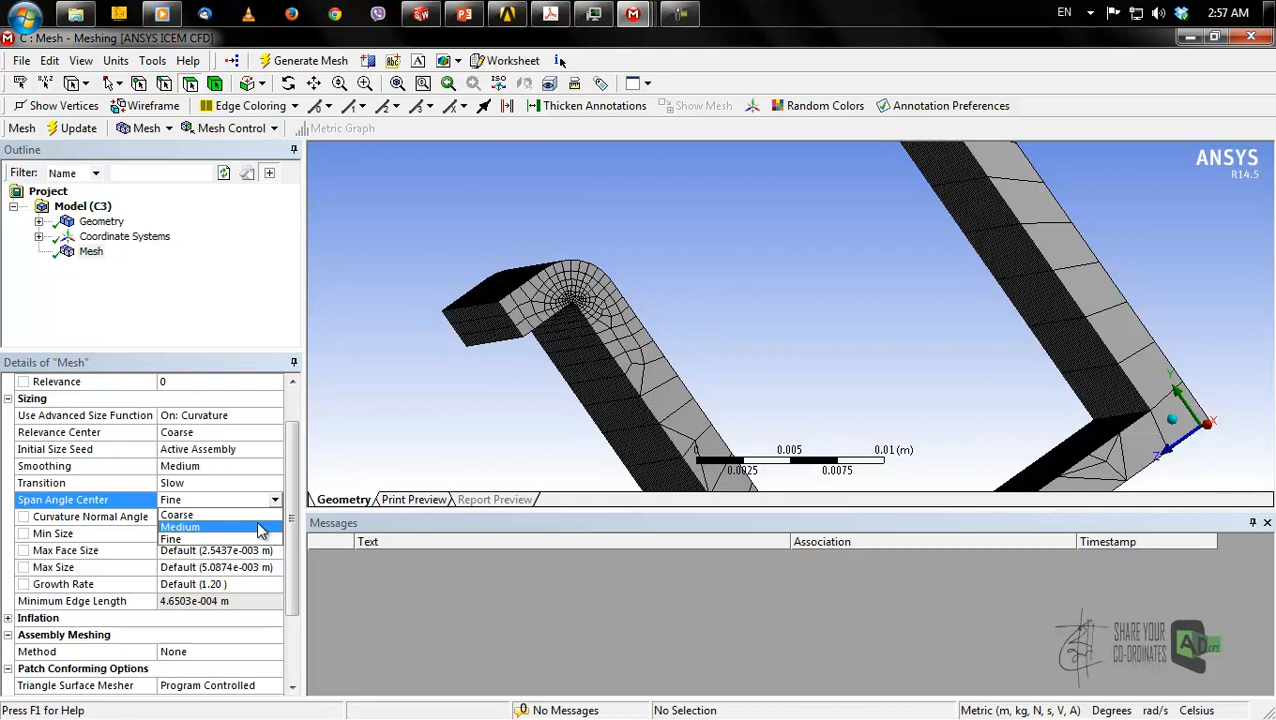 EN 2:57 AM
C : Mesh - Meshing [ANSYS ICEM CFD]
File Edit View Units Tools Help Generate Mesh Worksheet
Show Vertices Wireframe Edge Coloring Thicken Annotations Show Mesh Random Colors Annotation Preferences
Mesh Update Mesh Mesh Control Metric Graph
Outline
Filter: Name
Project
Model (C3)
Geometry
Coordinate Systems
Mesh
ANSYS
R14.5
Y
X
Z
0 0.005 0.01 (m)
0.0025 0.0075
Geometry Print Preview Report Preview
Details of "Mesh"
Relevance 0
Sizing
Use Advanced Size Function On: Curvature
Relevance Center Coarse
Initial Size Seed Active Assembly
Smoothing Medium
Transition Slow
Span Angle Center Fine
Coarse
Medium
Fine
Curvature Normal Angle
Min Size
Max Face Size Default (2.5437e-003 m)
Max Size Default (5.0874e-003 m)
Growth Rate Default (1.20 )
Minimum Edge Length 4.6503e-004 m
Inflation
Assembly Meshing
Method None
Patch Conforming Options
Triangle Surface Mesher Program Controlled
Messages
Text Association Timestamp
SHARE YOUR
CO-ORDINATES
Press F1 for Help No Messages No Selection Metric (m, kg, N, s, V, A) Degrees rad/s Celsius